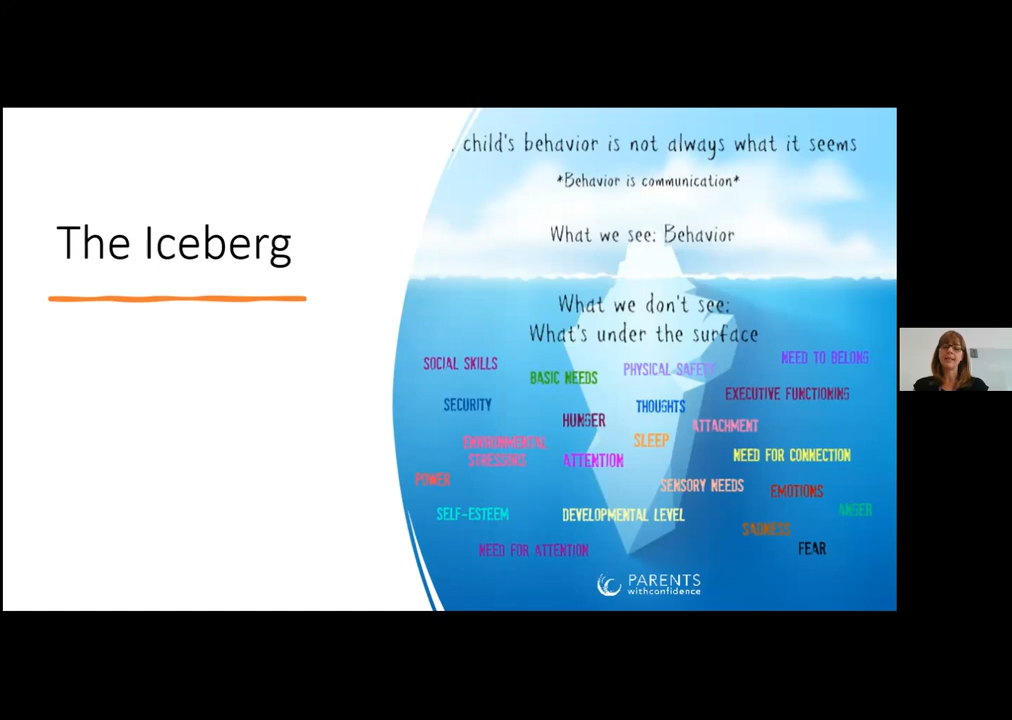 The Iceberg
. child's behavior is not always what it seems
*Behavior is communication*
What we see: Behavior
What we don't see:
What's under the surface
SOCIAL SKILLS
BASIC NEEDS
PHYSICAL SAFETY
NEED TO BELONG
SECURITY
HUNGER
THOUGHTS
EXECUTIVE FUNCTIONING
ENVIRONMENTAL
STRESSORS
ATTENTION
SLEEP
ATTACHMENT
NEED FOR CONNECTION
POWER
SENSORY NEEDS
EMOTIONS
SELF-ESTEEM
DEVELOPMENTAL LEVEL
ANGER
SADNESS
NEED FOR ATTENTION
FEAR
PARENTS
withconfidence